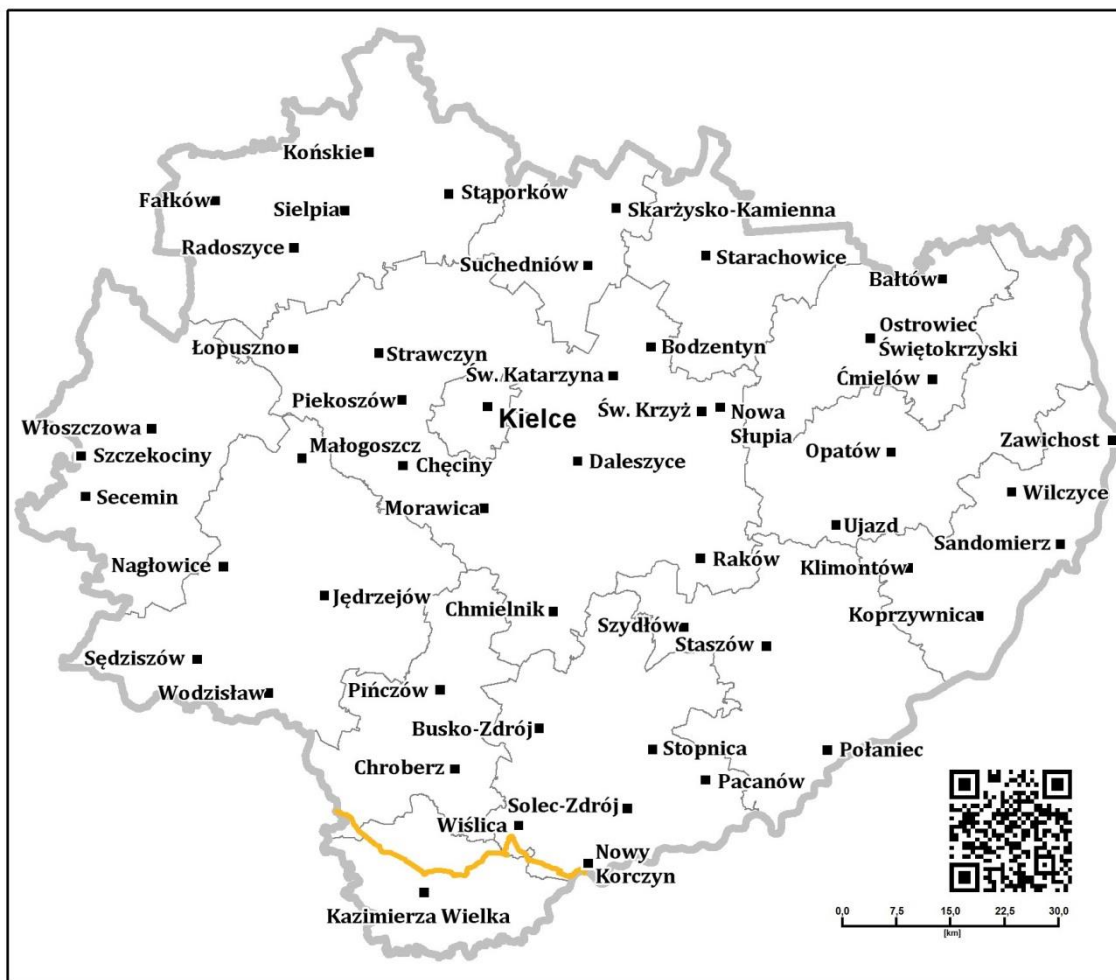 Końskie
Fałków
Sielpia
Stąporków
Skarżysko-Kamienna
Radoszyce
Suchedniów
Starachowice
Bałtów
Łopuszno
Strawczyn
Bodzentyn
Ostrowiec
Świętokrzyski
Św. Katarzyna
Ćmielów
Piekoszów
Kielce
Św. Krzyż
Nowa
Słupia
Włoszczowa
Małogoszcz
Zawichost
Szczekociny
Chęciny
Daleszyce
Opatów
Secemin
Morawica
Wilczyce
Ujazd
Sandomierz
Nagłowice
Raków
Klimontów
Jędrzejów
Chmielnik
Koprzywnica
Szydłów
Staszów
Sędziszów
Wodzisław
Pińczów
Busko-Zdrój
Stopnica
Połaniec
Chroberz
Pacanów
Solec-Zdrój
Wiślica
Nowy
Korczyn
Kazimierza Wielka
0,0 7,5 15,0 22,5 30,0
[km]